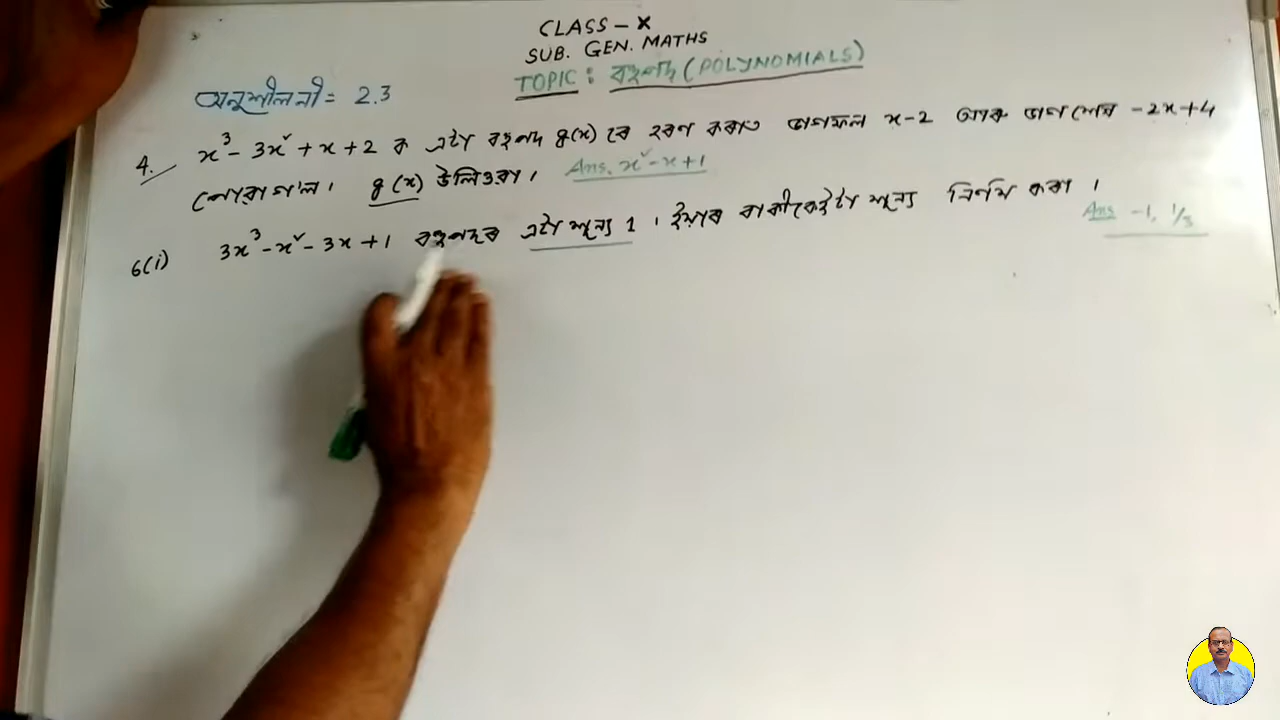 CLASS-X
SUB. GEN. MATHS
TOPIC: বহুপদ (POLYNOMIALS)
অনুশীলনী = 2.3
4. x³ - 3x² + x + 2 ক এটা বহুপদ g(x) ৰে হৰণ কৰাত ভাগফল x-2 আৰু ভাগশেষ -2x+4
পোৱাগ'ল। g(x) উলিওৱা। Ans. x² - x + 1
6(i) 3x³ - x² - 3x + 1 বহুপদৰ এটা শূন্য 1। ইয়াৰ বাকীকেইটা শূন্য নিৰ্ণয় কৰা।
Ans -1, 1/3